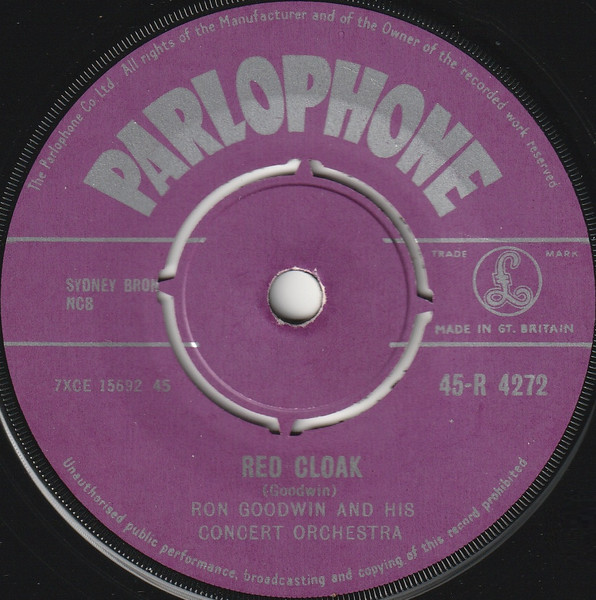 The Parlophone Co Ltd. All rights of the Manufacturer and of the Owner of the recorded work reserved
PARLOPHONE
SYDNEY BRON
NCB
TRADE MARK
£
MADE IN GT. BRITAIN
7XCE 15692 45
45-R 4272
RED CLOAK
(Goodwin)
RON GOODWIN AND HIS
CONCERT ORCHESTRA
Unauthorised public performance, broadcasting and copying of this record prohibited